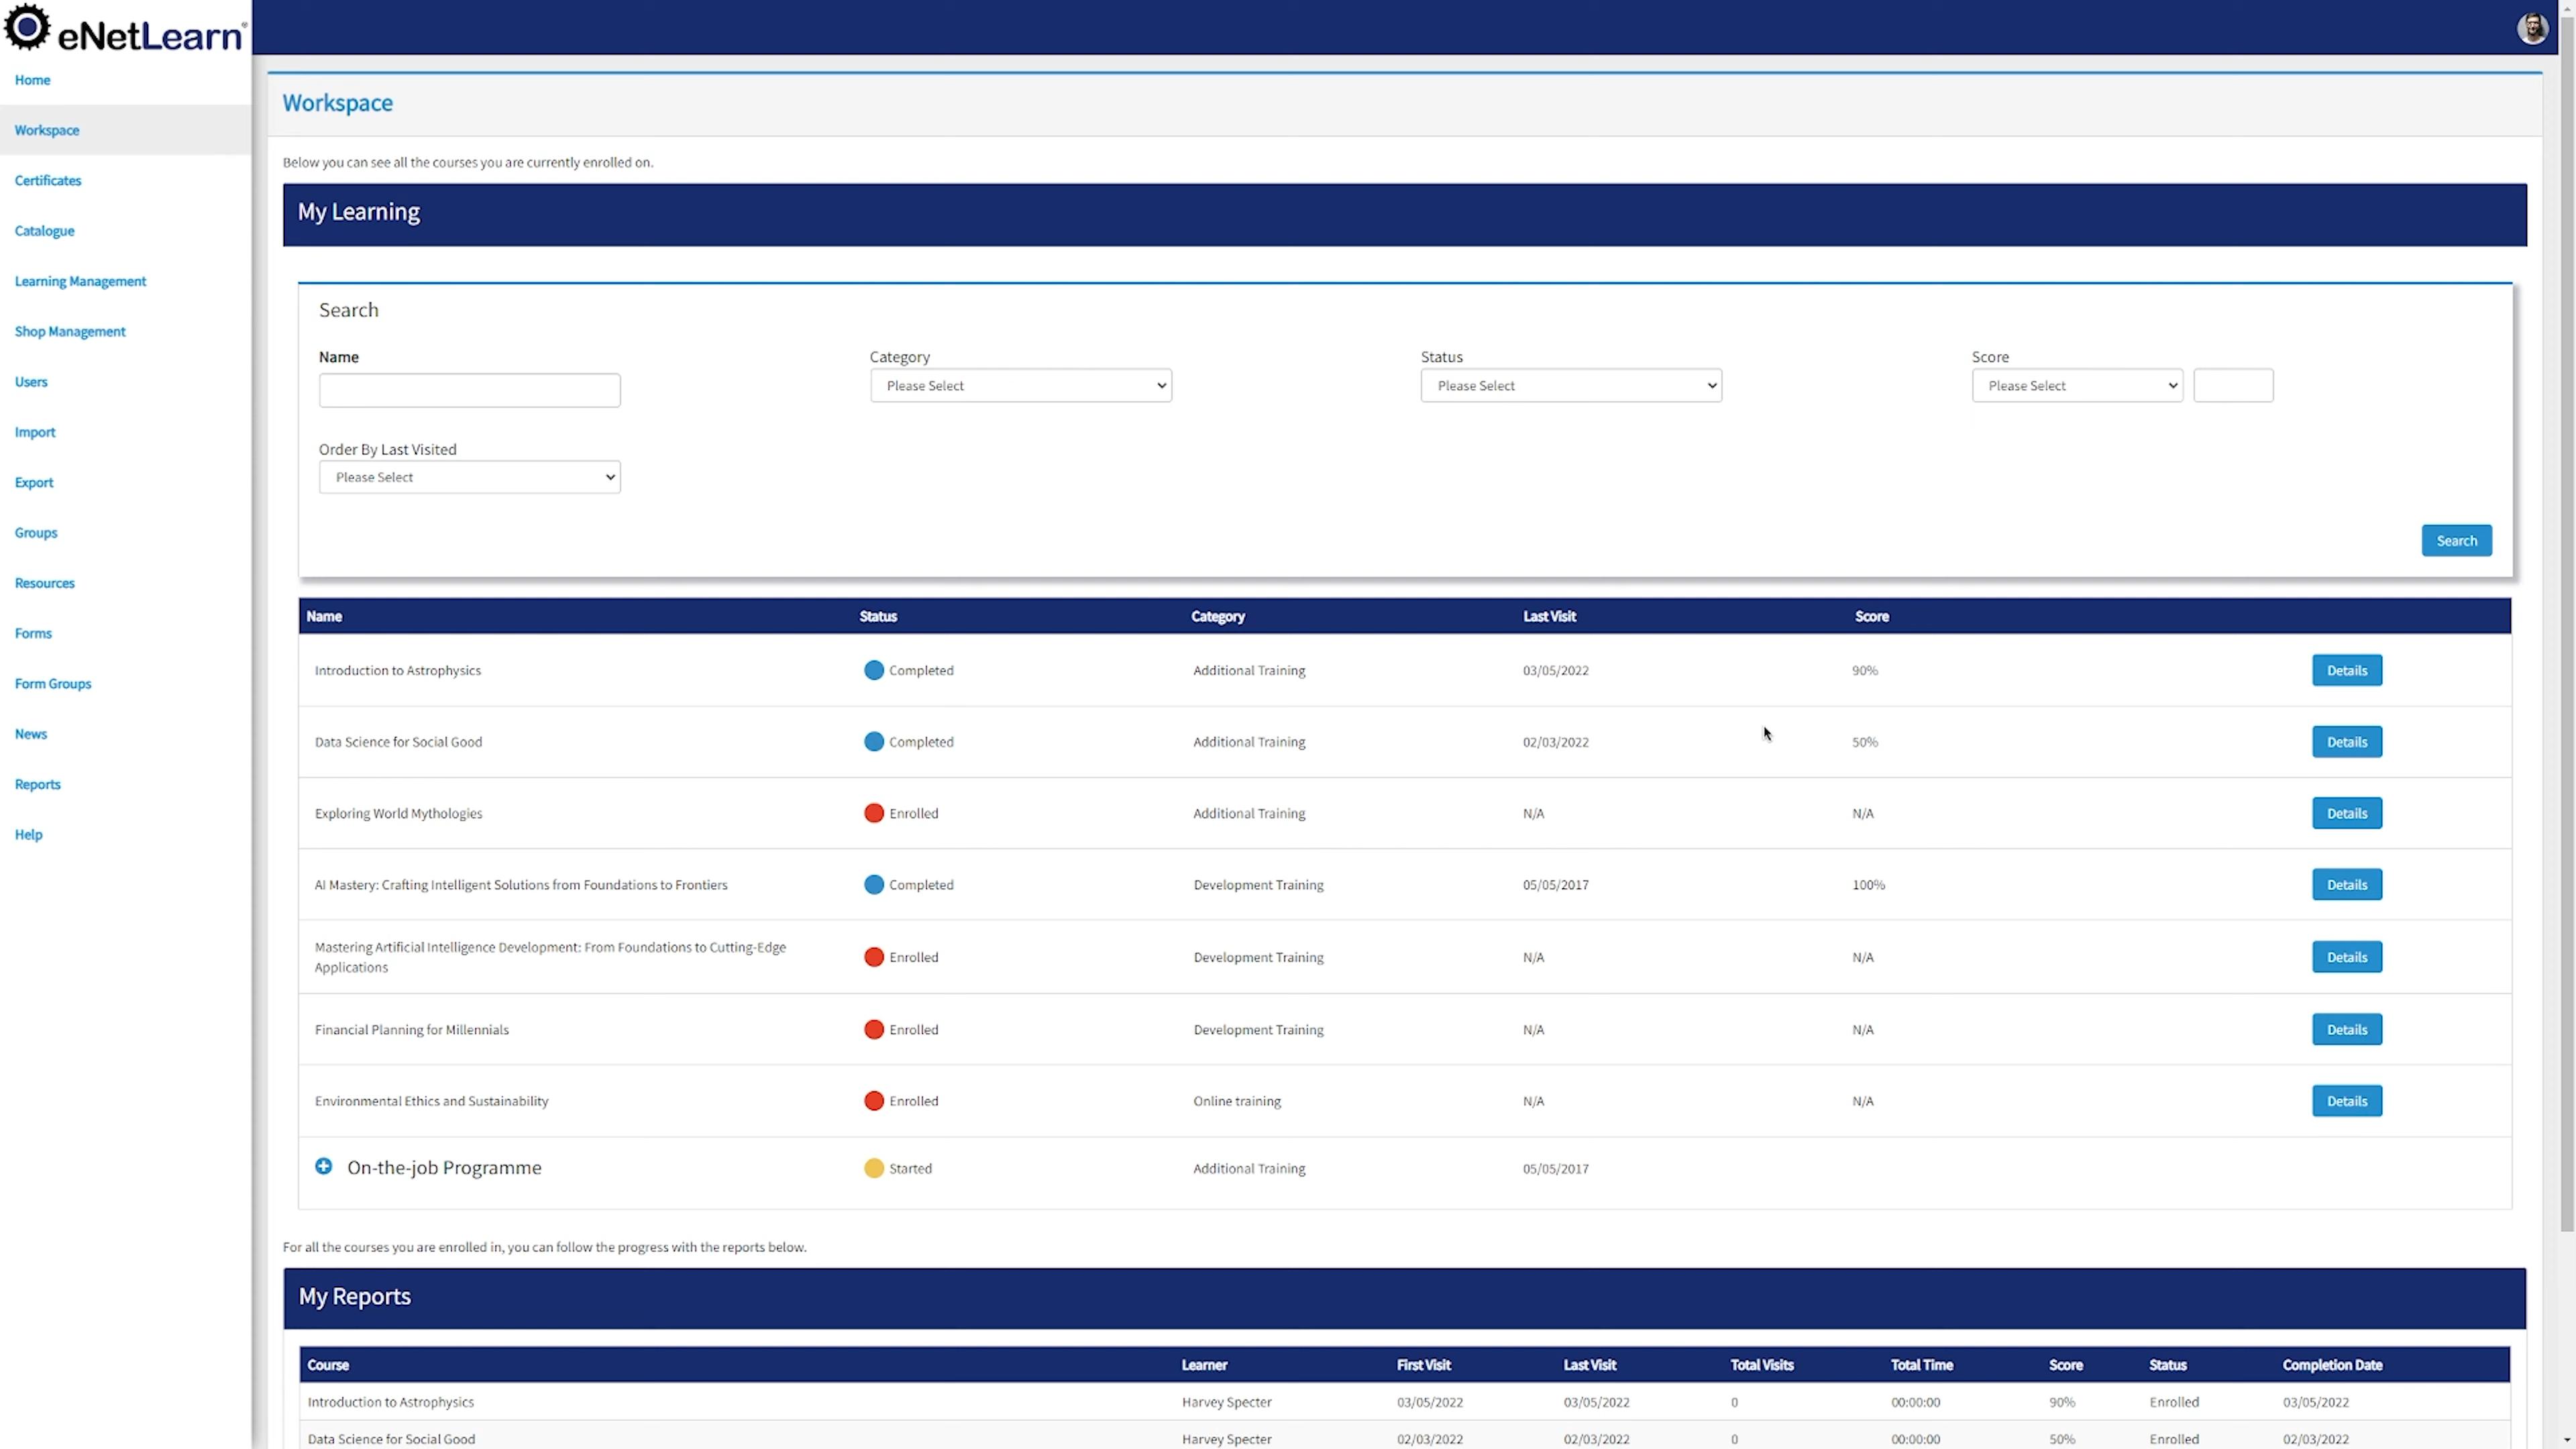 eNetLearn
Home
Workspace
Certificates
Catalogue
Learning Management
Shop Management
Users
Import
Export
Groups
Resources
Forms
Form Groups
News
Reports
Help
Workspace
Below you can see all the courses you are currently enrolled on.
My Learning
Search
Name Category Status Score
Please Select Please Select Please Select
Order By Last Visited
Please Select
Search
Name Status Category Last Visit Score
Introduction to Astrophysics Completed Additional Training 03/05/2022 90% Details
Data Science for Social Good Completed Additional Training 02/03/2022 50% Details
Exploring World Mythologies Enrolled Additional Training N/A N/A Details
AI Mastery: Crafting Intelligent Solutions from Foundations to Frontiers Completed Development Training 05/05/2017 100% Details
Mastering Artificial Intelligence Development: From Foundations to Cutting-Edge
Applications Enrolled Development Training N/A N/A Details
Financial Planning for Millennials Enrolled Development Training N/A N/A Details
Environmental Ethics and Sustainability Enrolled Online training N/A N/A Details
On-the-job Programme Started Additional Training 05/05/2017
For all the courses you are enrolled in, you can follow the progress with the reports below.
My Reports
Course Learner First Visit Last Visit Total Visits Total Time Score Status Completion Date
Introduction to Astrophysics Harvey Specter 03/05/2022 03/05/2022 0 00:00:00 90% Enrolled 03/05/2022
Data Science for Social Good Harvey Specter 02/03/2022 02/03/2022 0 00:00:00 50% Enrolled 02/03/2022